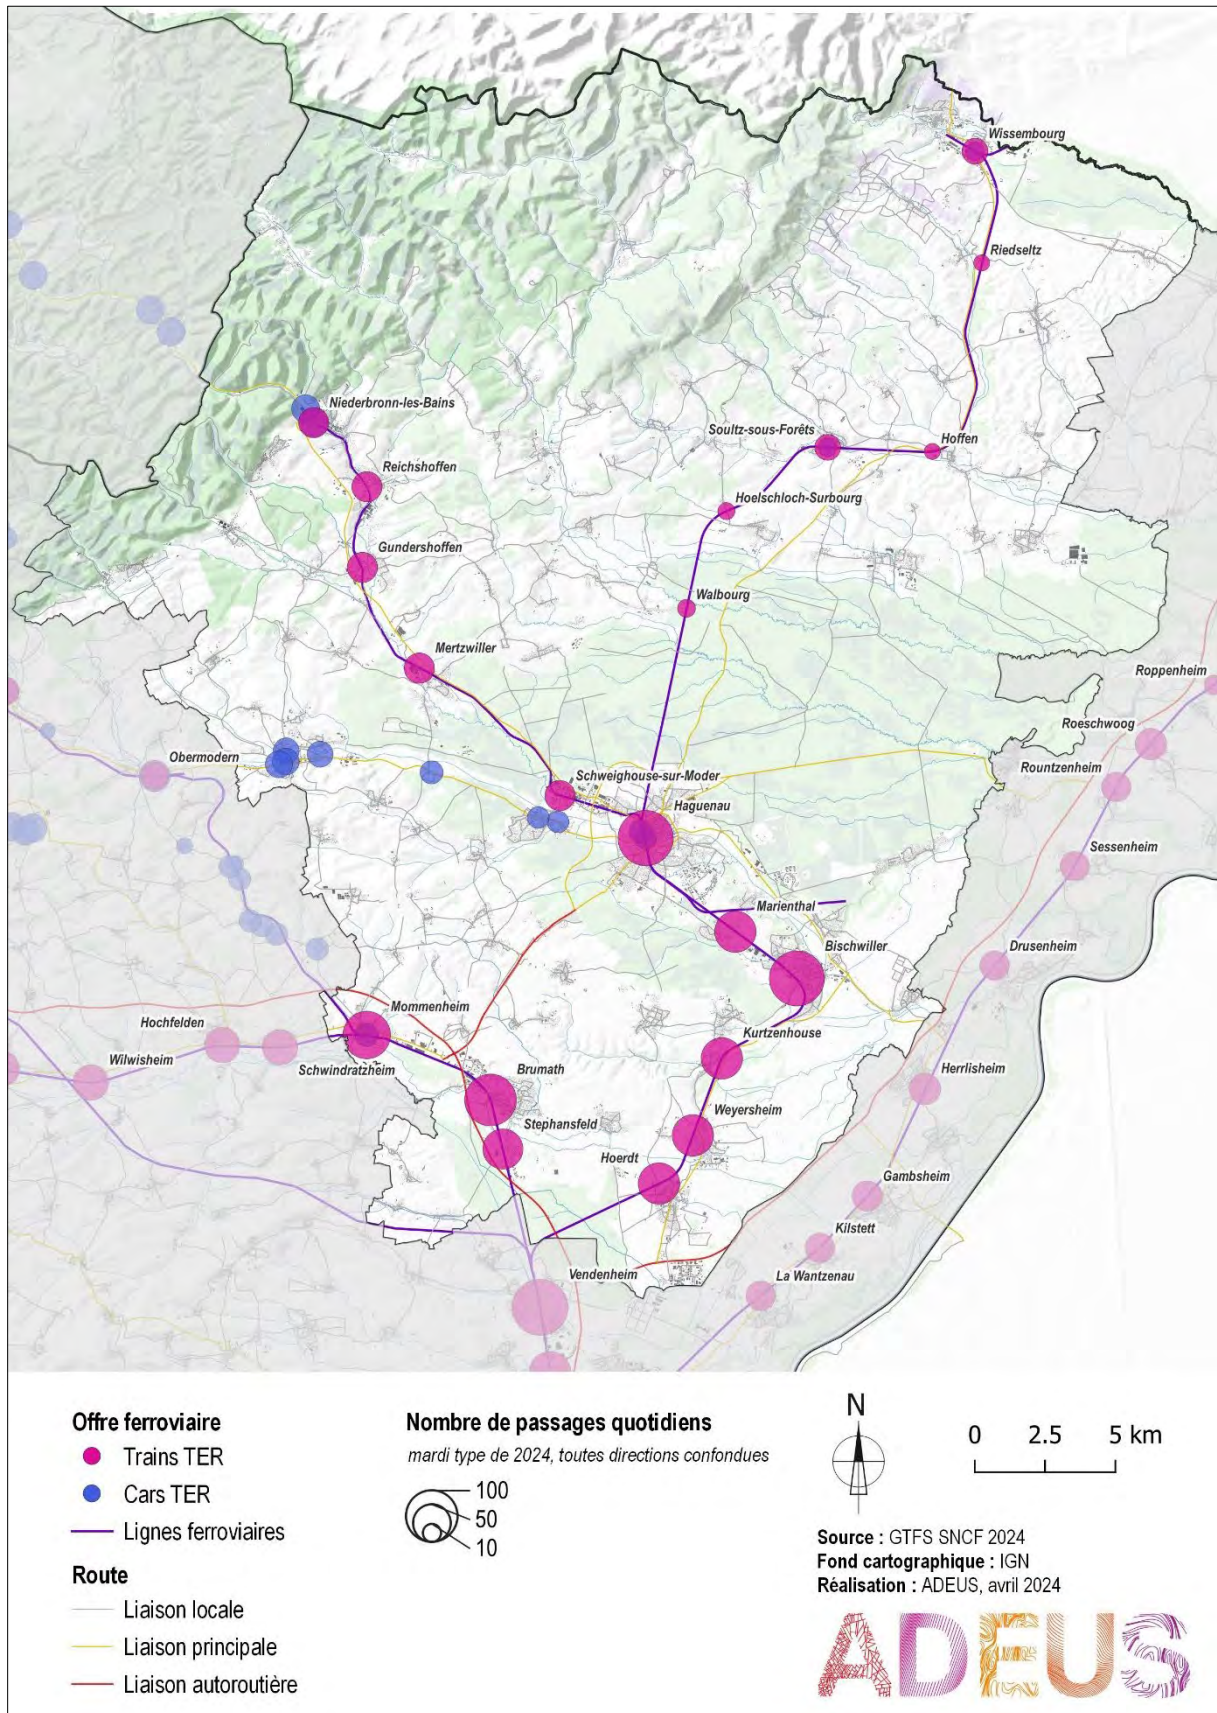 Wissembourg
Riedseltz
Niederbronn-les-Bains
Soultz-sous-Forêts
Hoffen
Reichshoffen
Hoelschloch-Surbourg
Gundershoffen
Walbourg
Mertzwiller
Roppenheim
Roeschwoog
Obermodern
Rountzenheim
Schweighouse-sur-Moder
Haguenau
Sessenheim
Marienthal
Bischwiller
Drusenheim
Mommenheim
Hochfelden
Kurtzenhouse
Wilwisheim
Schwindratzheim
Brumath
Herrlisheim
Weyersheim
Stephansfeld
Hoerdt
Gambsheim
Kilstett
Vendenheim
La Wantzenau
Offre ferroviaire
Trains TER
Cars TER
Lignes ferroviaires
Route
Liaison locale
Liaison principale
Liaison autoroutière
Nombre de passages quotidiens
mardi type de 2024, toutes directions confondues
100
50
10
N
0 2.5 5 km
Source : GTFS SNCF 2024
Fond cartographique : IGN
Réalisation : ADEUS, avril 2024
ADEUS